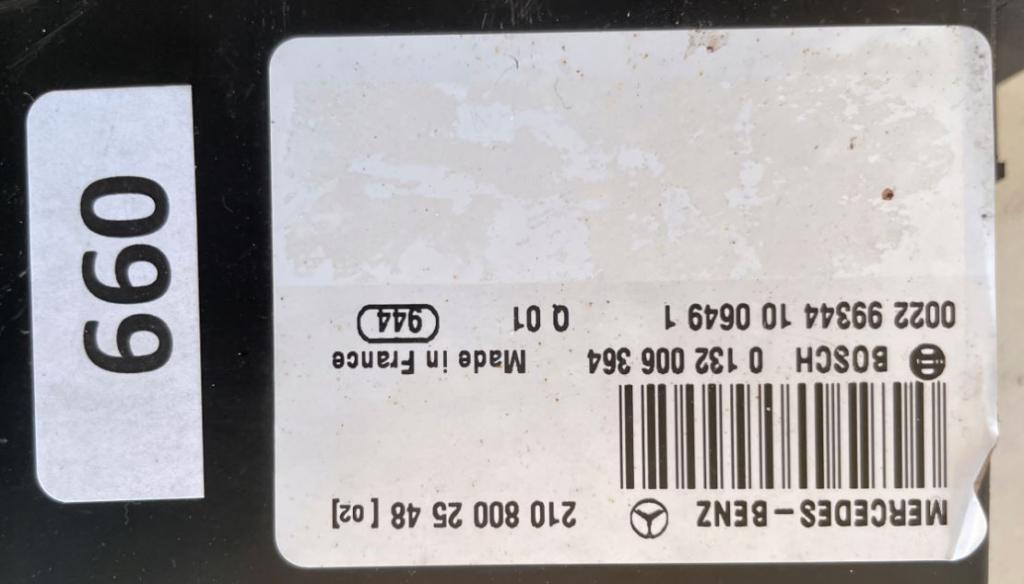 MERCEDES-BENZ 210 800 25 48 [02]
BOSCH 0 132 006 364 Made in France
0022 99344 10 0649 1 Q 01 944
099